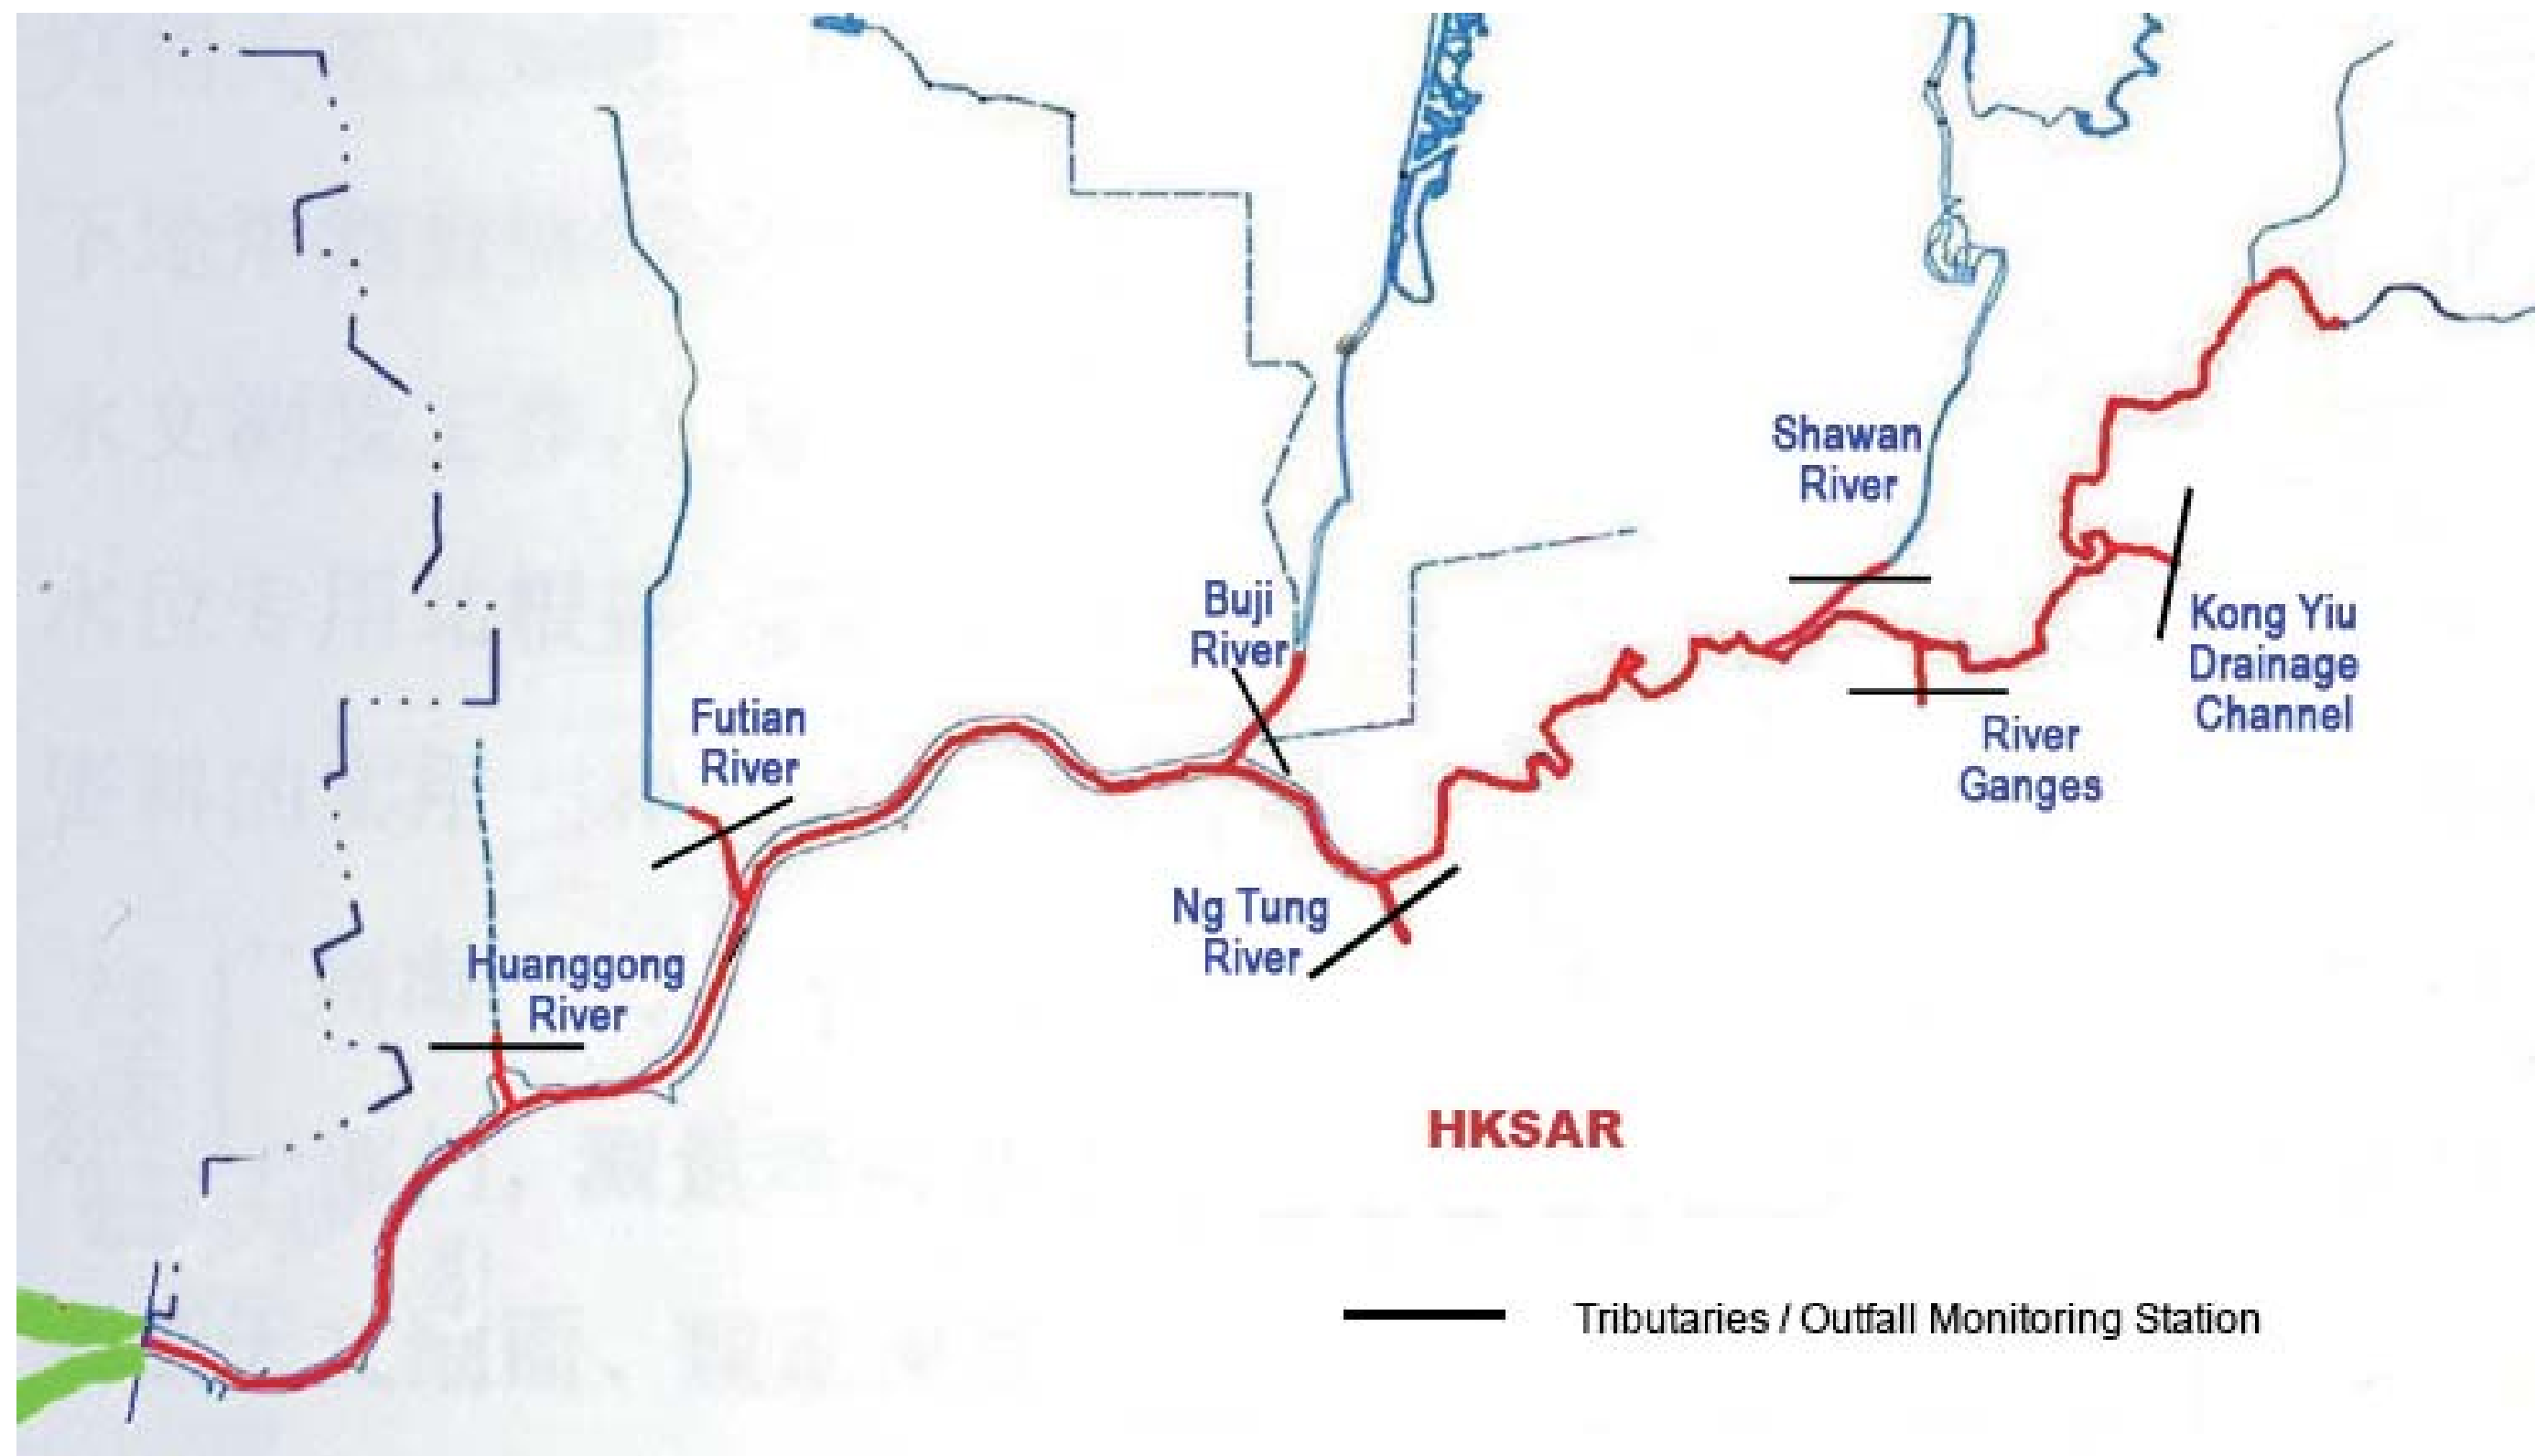 Shawan
River
Buji
River
Kong Yiu
Drainage
Channel
Futian
River
River
Ganges
Ng Tung
River
Huanggong
River
HKSAR
Tributaries / Outfall Monitoring Station